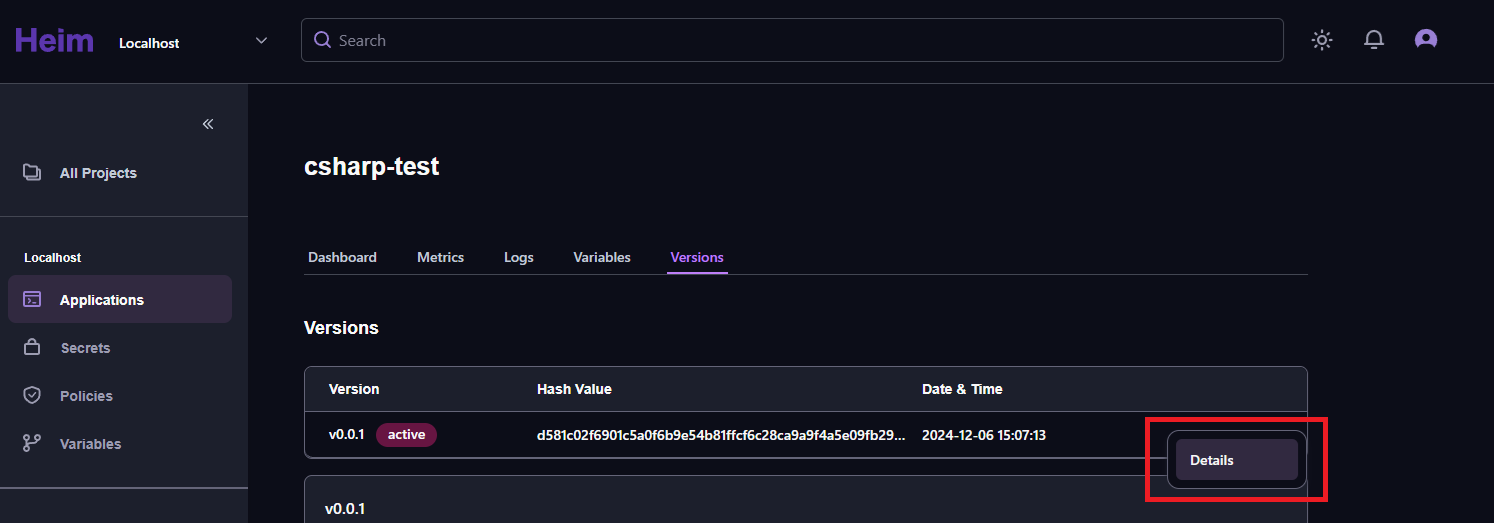 Heim
Localhost
Search
All Projects
Localhost
Applications
Secrets
Policies
Variables
csharp-test
Dashboard Metrics Logs Variables Versions
Versions
Version Hash Value Date & Time
v0.0.1 active d581c02f6901c5a0f6b9e54b81ffcf6c28ca9a9f4a5e09fb29... 2024-12-06 15:07:13
Details
v0.0.1